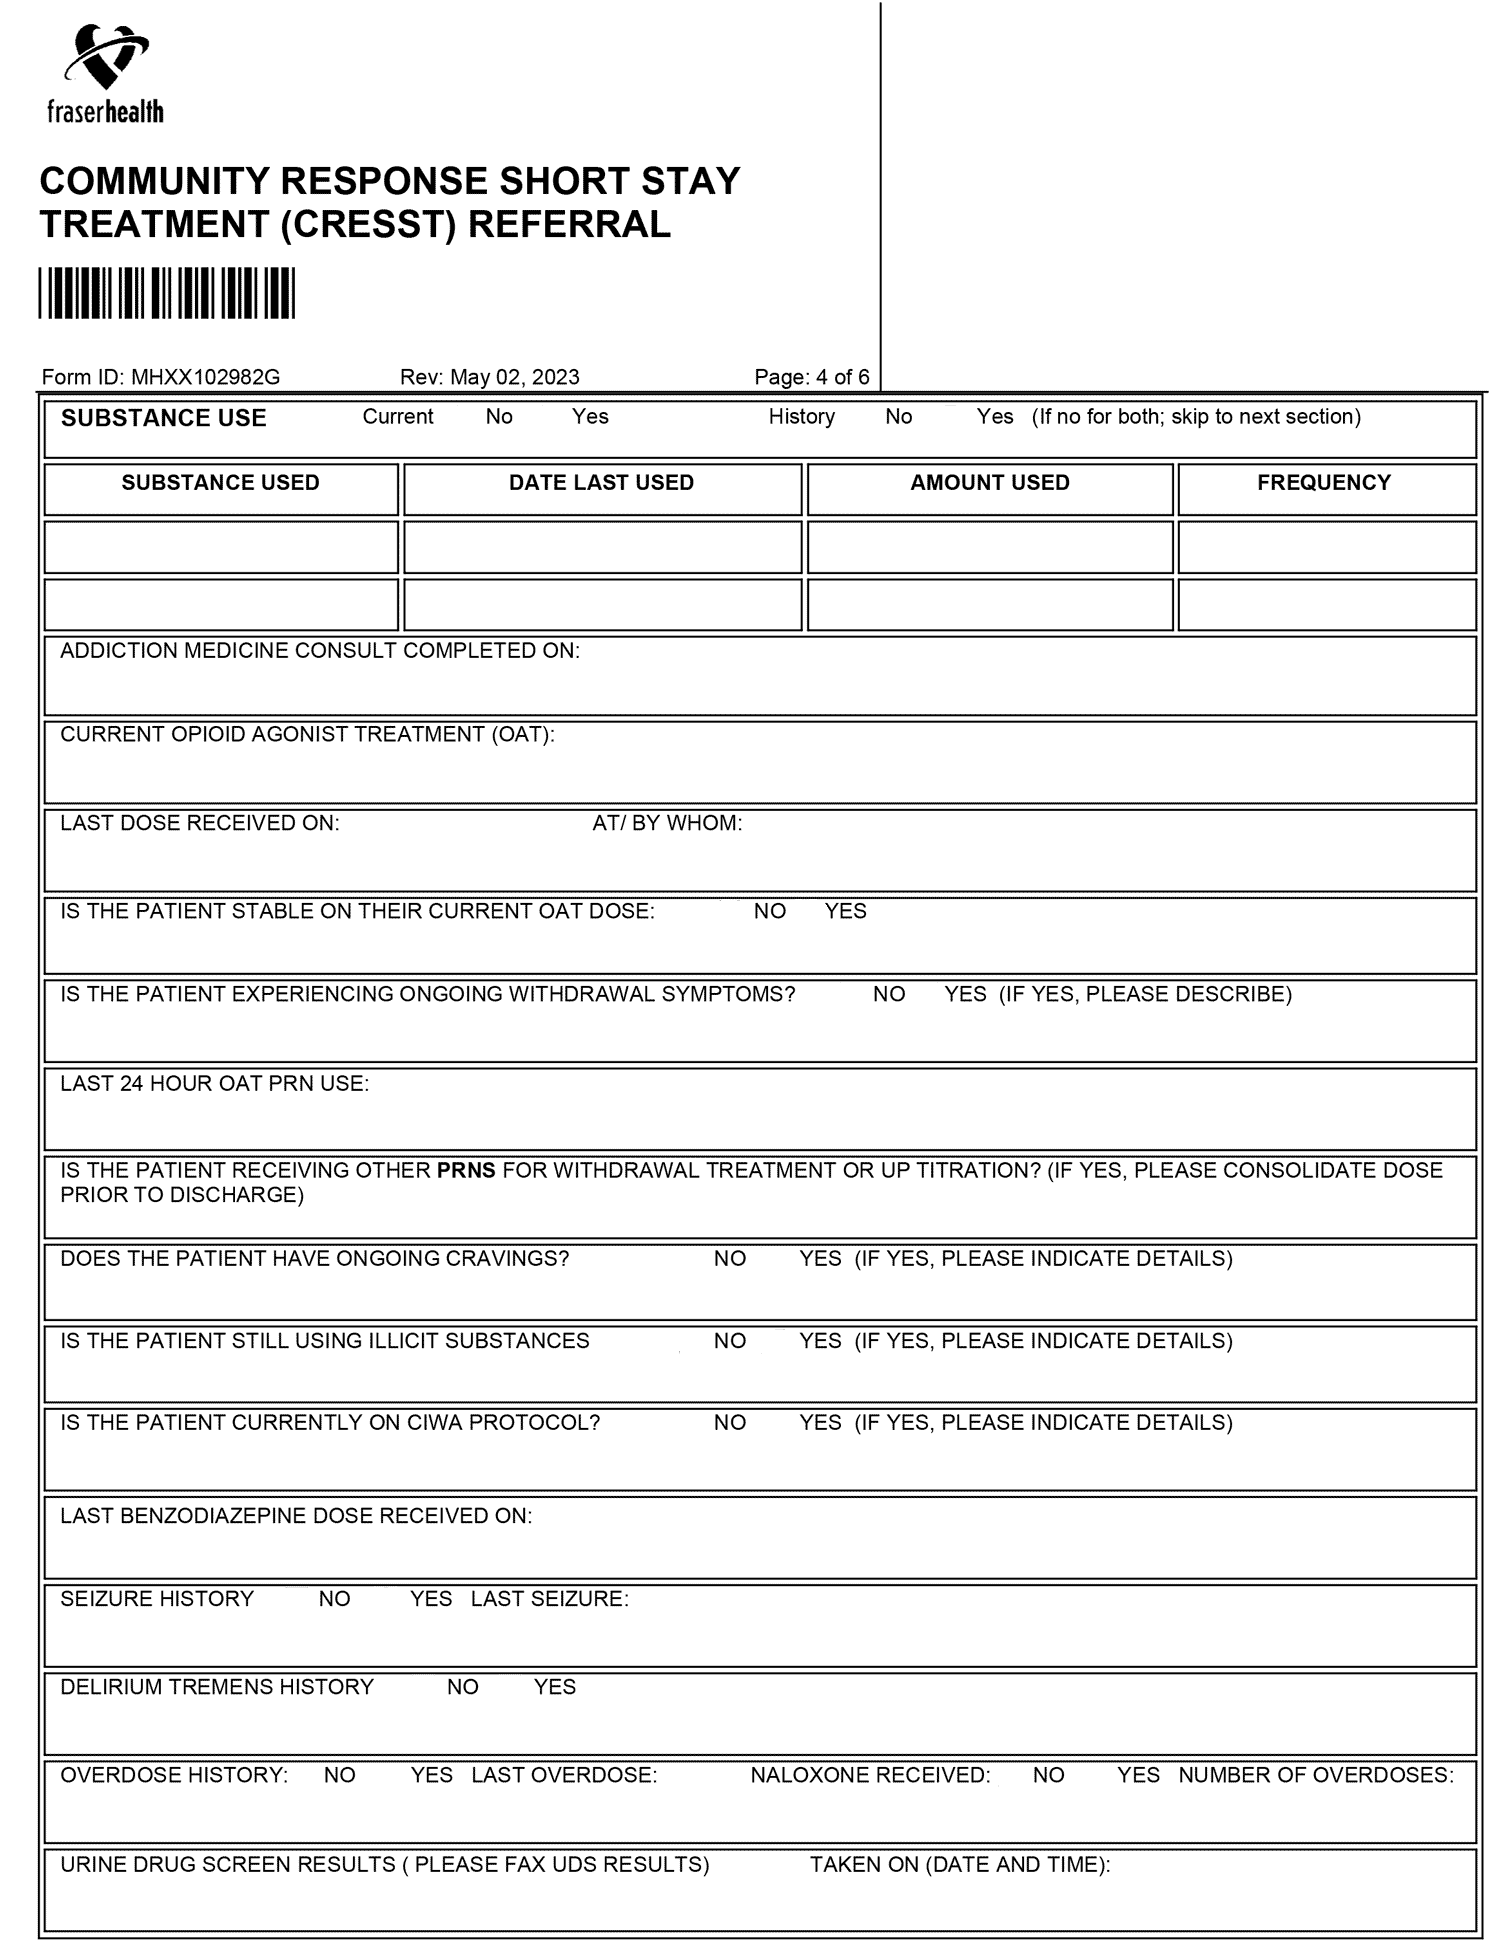 fraserhealth
COMMUNITY RESPONSE SHORT STAY
TREATMENT (CRESST) REFERRAL
Form ID: MHXX102982G Rev: May 02, 2023 Page: 4 of 6
SUBSTANCE USE Current No Yes History No Yes (If no for both; skip to next section)
SUBSTANCE USED DATE LAST USED AMOUNT USED FREQUENCY
ADDICTION MEDICINE CONSULT COMPLETED ON:
CURRENT OPIOID AGONIST TREATMENT (OAT):
LAST DOSE RECEIVED ON: AT/ BY WHOM:
IS THE PATIENT STABLE ON THEIR CURRENT OAT DOSE: NO YES
IS THE PATIENT EXPERIENCING ONGOING WITHDRAWAL SYMPTOMS? NO YES (IF YES, PLEASE DESCRIBE)
LAST 24 HOUR OAT PRN USE:
IS THE PATIENT RECEIVING OTHER PRNS FOR WITHDRAWAL TREATMENT OR UP TITRATION? (IF YES, PLEASE CONSOLIDATE DOSE
PRIOR TO DISCHARGE)
DOES THE PATIENT HAVE ONGOING CRAVINGS? NO YES (IF YES, PLEASE INDICATE DETAILS)
IS THE PATIENT STILL USING ILLICIT SUBSTANCES NO YES (IF YES, PLEASE INDICATE DETAILS)
IS THE PATIENT CURRENTLY ON CIWA PROTOCOL? NO YES (IF YES, PLEASE INDICATE DETAILS)
LAST BENZODIAZEPINE DOSE RECEIVED ON:
SEIZURE HISTORY NO YES LAST SEIZURE:
DELIRIUM TREMENS HISTORY NO YES
OVERDOSE HISTORY: NO YES LAST OVERDOSE: NALOXONE RECEIVED: NO YES NUMBER OF OVERDOSES:
URINE DRUG SCREEN RESULTS ( PLEASE FAX UDS RESULTS) TAKEN ON (DATE AND TIME):